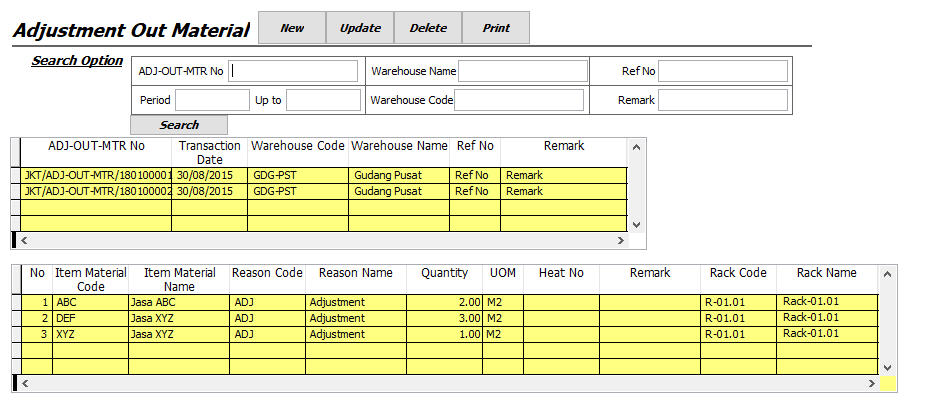 Adjustment Out Material New Update Delete Print
Search Option
ADJ-OUT-MTR No Warehouse Name Ref No
Period Up to Warehouse Code Remark
Search
ADJ-OUT-MTR No Transaction Date Warehouse Code Warehouse Name Ref No Remark
JKT/ADJ-OUT-MTR/180100001 30/08/2015 GDG-PST Gudang Pusat Ref No Remark
JKT/ADJ-OUT-MTR/180100002 30/08/2015 GDG-PST Gudang Pusat Ref No Remark
No Item Material Code Item Material Name Reason Code Reason Name Quantity UOM Heat No Remark Rack Code Rack Name
1 ABC Jasa ABC ADJ Adjustment 2.00 M2 R-01.01 Rack-01.01
2 DEF Jasa XYZ ADJ Adjustment 3.00 M2 R-01.01 Rack-01.01
3 XYZ Jasa XYZ ADJ Adjustment 1.00 M2 R-01.01 Rack-01.01